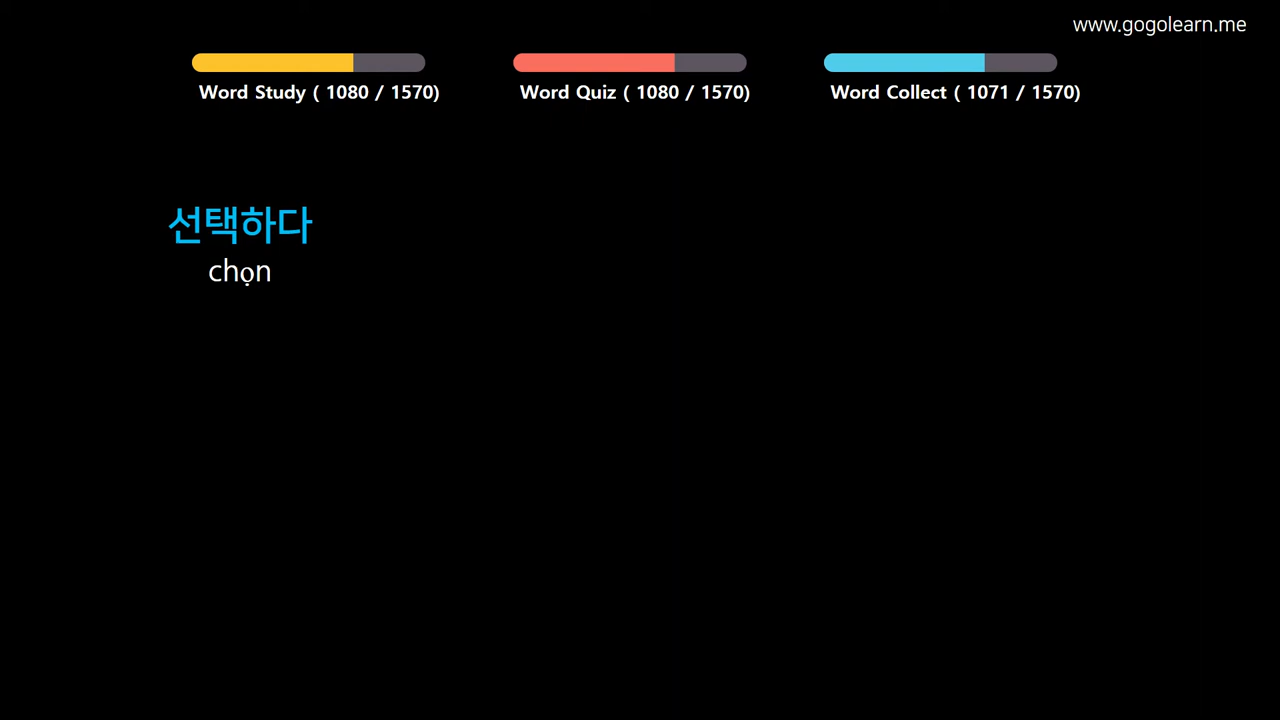 www.gogolearn.me
Word Study ( 1080 / 1570)
Word Quiz ( 1080 / 1570)
Word Collect ( 1071 / 1570)
선택하다
chọn